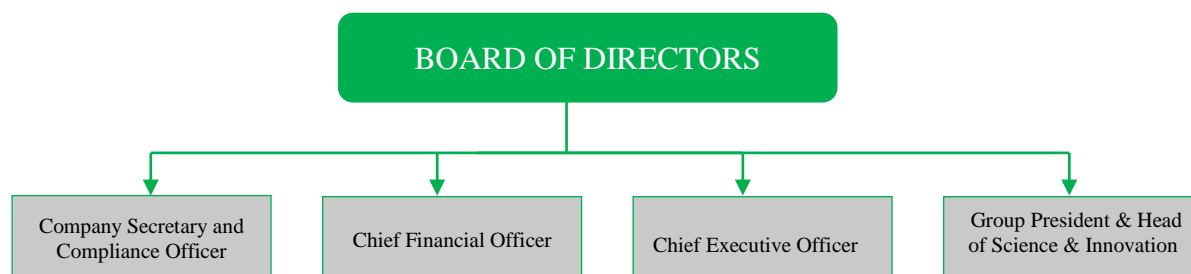 BOARD OF DIRECTORS
Company Secretary and
Compliance Officer
Chief Financial Officer
Chief Executive Officer
Group President & Head
of Science & Innovation